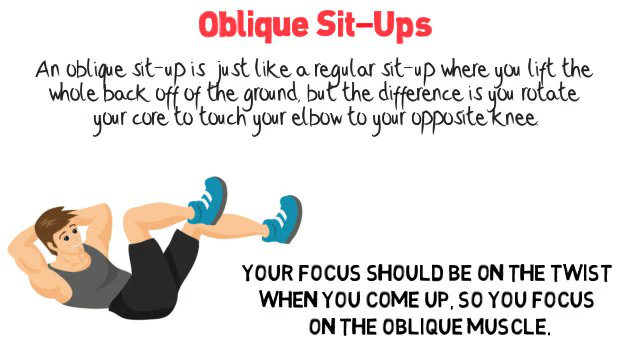 Oblique Sit-Ups
An oblique sit-up is just like a regular sit-up where you lift the
whole back off of the ground, but the difference is you rotate
your core to touch your elbow to your opposite knee.
YOUR FOCUS SHOULD BE ON THE TWIST
WHEN YOU COME UP, SO YOU FOCUS
ON THE OBLIQUE MUSCLE.